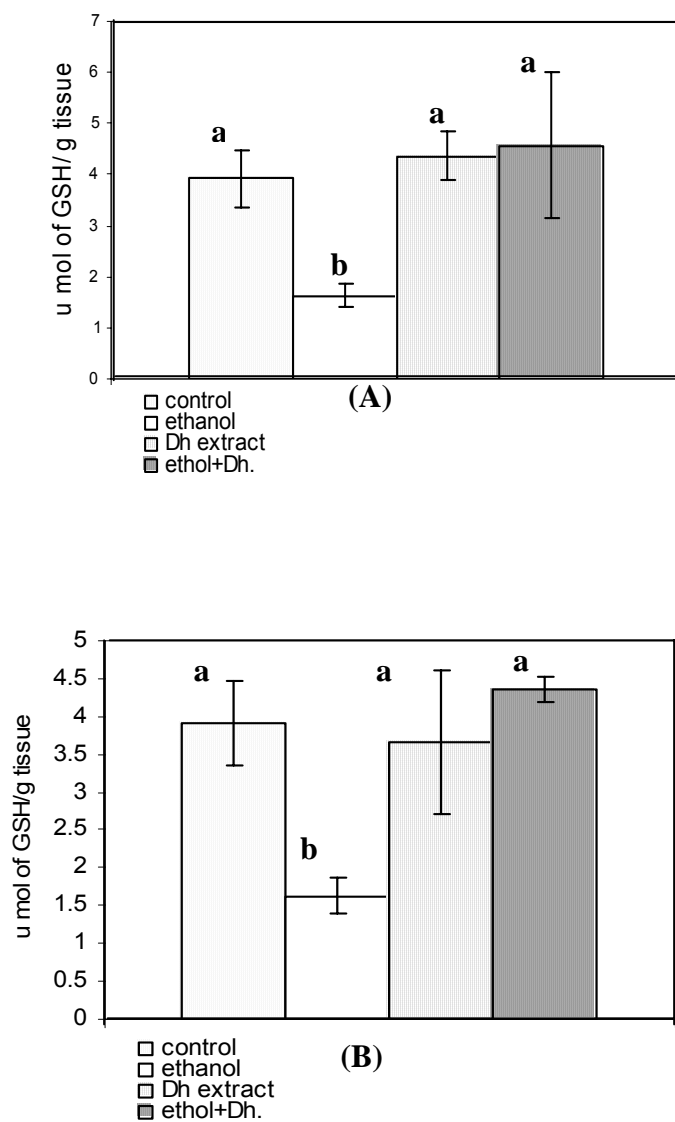 7
6
5
4
3
2
1
0
u mol of GSH/ g tissue
a
b
a
a
(A)
control
ethanol
Dh extract
ethol+Dh.
5
4.5
4
3.5
3
2.5
2
1.5
1
0.5
0
u mol of GSH/g tissue
a
b
a
a
(B)
control
ethanol
Dh extract
ethol+Dh.